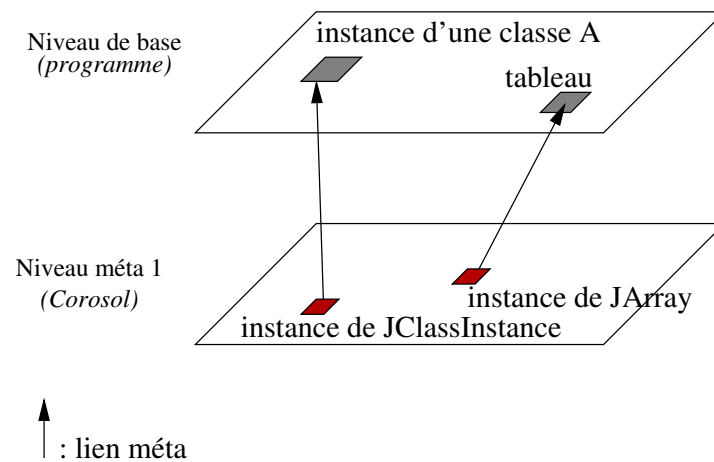 Niveau de base
(programme)
instance d'une classe A
tableau
Niveau méta 1
(Corosol)
instance de JArray
instance de JClassInstance
: lien méta